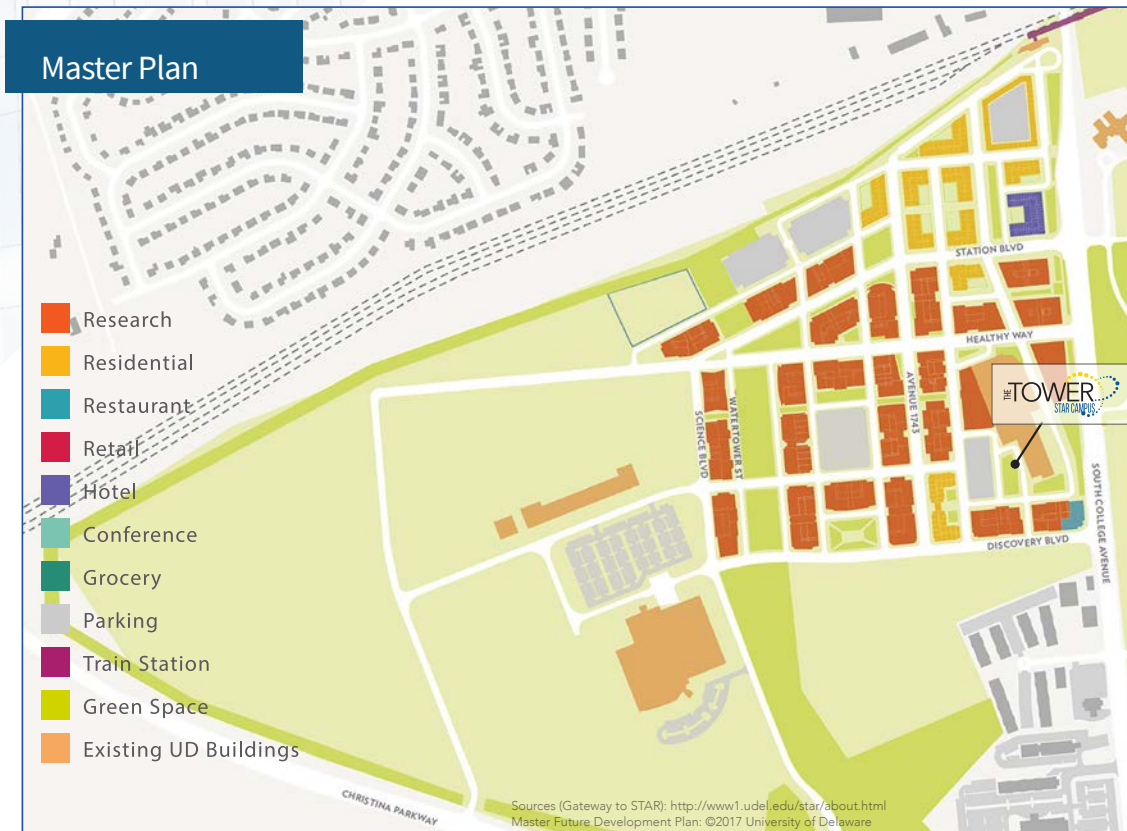 Master Plan
Research
Residential
Restaurant
Retail
Hotel
Conference
Grocery
Parking
Train Station
Green Space
Existing UD Buildings
STATION BLVD
HEALTHY WAY
THE TOWER
STAR CAMPUS
AVENUE 1743
WATERTOWER ST
SCIENCE BLVD
SOUTH COLLEGE AVENUE
DISCOVERY BLVD
CHRISTINA PARKWAY
Sources (Gateway to STAR): http://www1.udel.edu/star/about.html
Master Future Development Plan: ©2017 University of Delaware